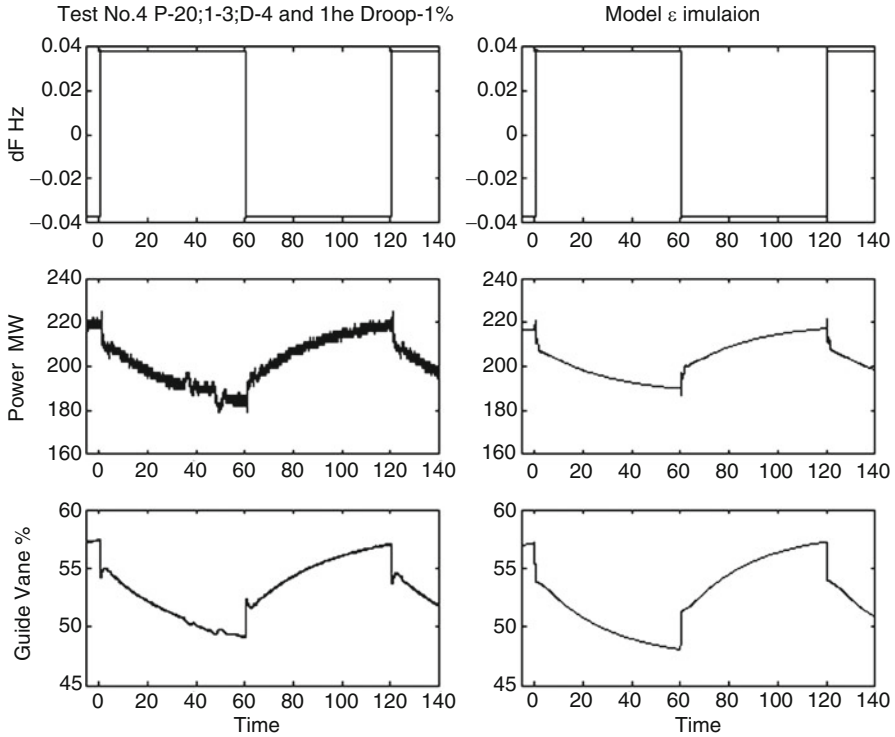 Test No.4 P-20;1-3;D-4 and 1he Droop-1%
Model ε imulaion
0.04
0.02
0
−0.02
−0.04
dF Hz
0 20 40 60 80 100 120 140
0.04
0.02
0
−0.02
−0.04
0 20 40 60 80 100 120 140
240
220
200
180
160
Power MW
0 20 40 60 80 100 120 140
240
220
200
180
160
0 20 40 60 80 100 120 140
60
55
50
45
Guide Vane %
0 20 40 60 80 100 120 140
Time
60
55
50
45
0 20 40 60 80 100 120 140
Time